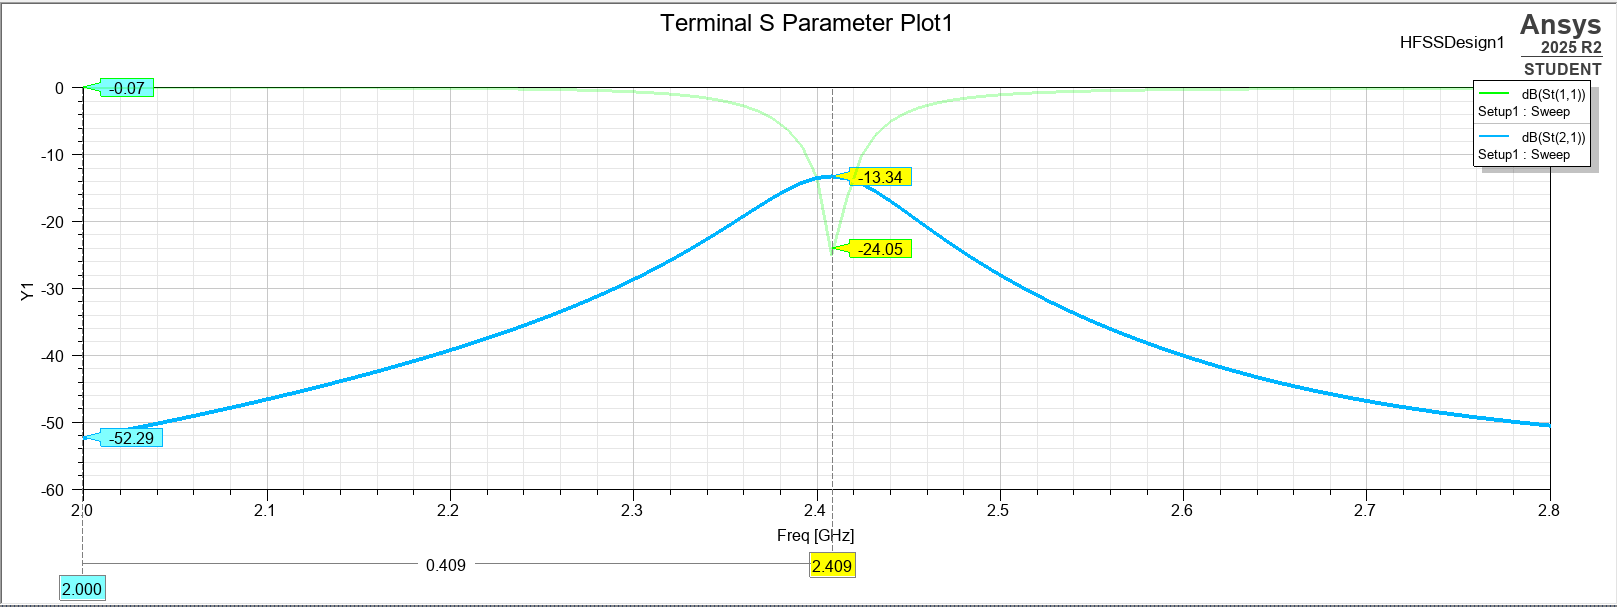 Terminal S Parameter Plot1
Ansys
2025 R2
STUDENT
HFSSDesign1
dB(St(1,1))
Setup1 : Sweep
dB(St(2,1))
Setup1 : Sweep
0
-10
-20
-30
-40
-50
-60
Y1
-0.07
-13.34
-24.05
-52.29
2.0
2.1
2.2
2.3
2.4
2.5
2.6
2.7
2.8
Freq [GHz]
0.409
2.409
2.000